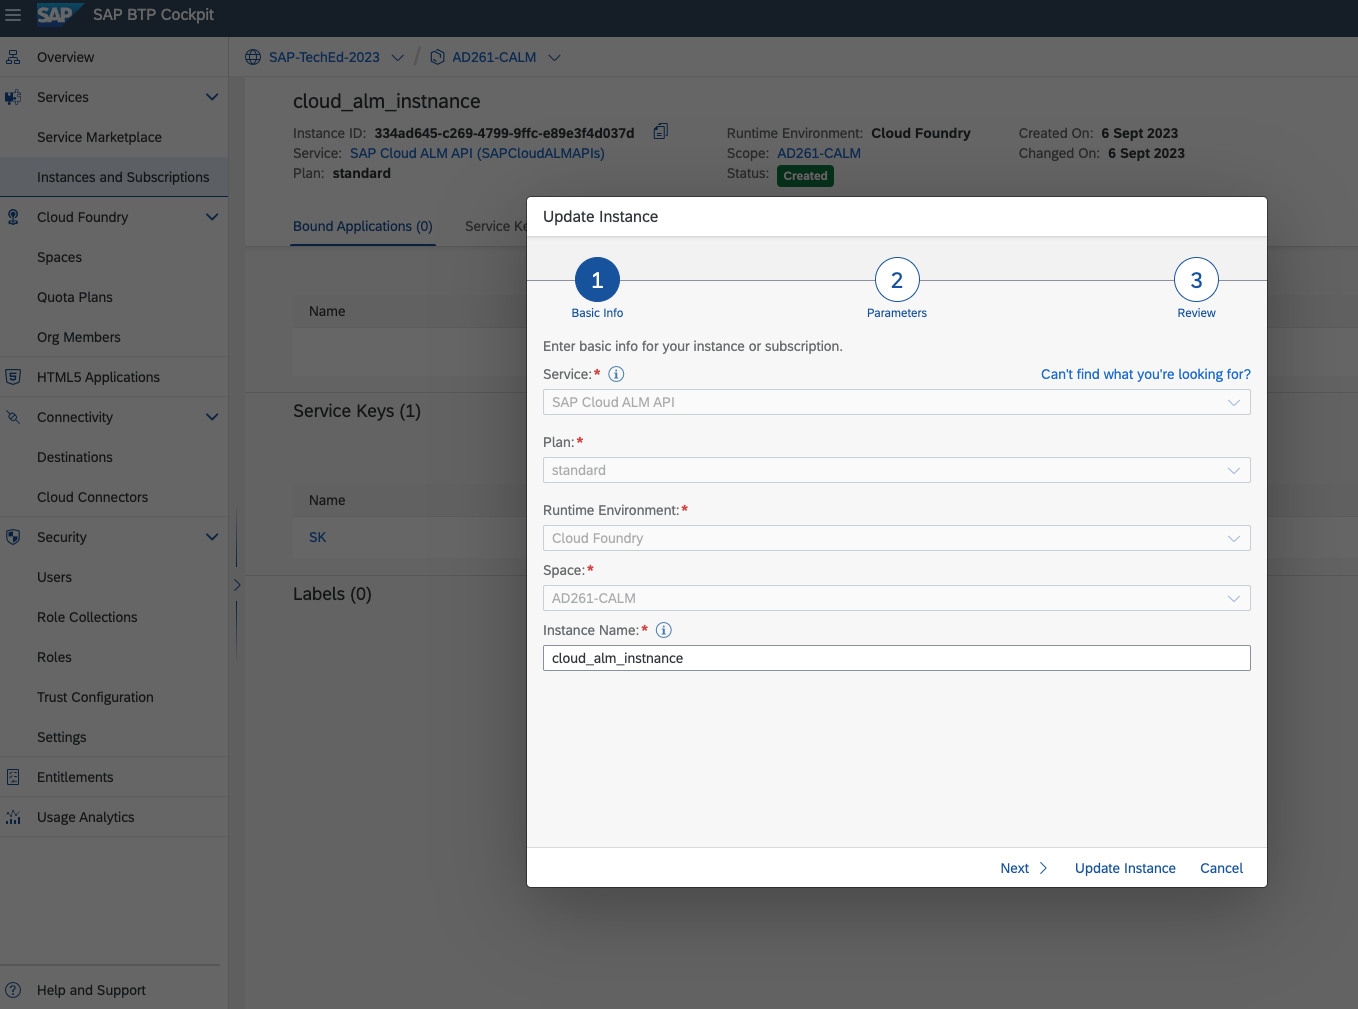 SAP SAP BTP Cockpit
Overview
Services
Service Marketplace
Instances and Subscriptions
Cloud Foundry
Spaces
Quota Plans
Org Members
HTML5 Applications
Connectivity
Destinations
Cloud Connectors
Security
Users
Role Collections
Roles
Trust Configuration
Settings
Entitlements
Usage Analytics
Help and Support
SAP-TechEd-2023 / AD261-CALM
cloud_alm_instnance
Instance ID: 334ad645-c269-4799-9ffc-e89e3f4d037d
Service: SAP Cloud ALM API (SAPCloudALMAPIs)
Plan: standard
Runtime Environment: Cloud Foundry
Scope: AD261-CALM
Status: Created
Created On: 6 Sept 2023
Changed On: 6 Sept 2023
Bound Applications (0) Service Ke
Name
Service Keys (1)
Name
SK
Labels (0)
Update Instance
1 2 3
Basic Info Parameters Review
Enter basic info for your instance or subscription.
Service:* Can't find what you're looking for?
SAP Cloud ALM API
Plan:*
standard
Runtime Environment:*
Cloud Foundry
Space:*
AD261-CALM
Instance Name:*
cloud_alm_instnance
Next Update Instance Cancel